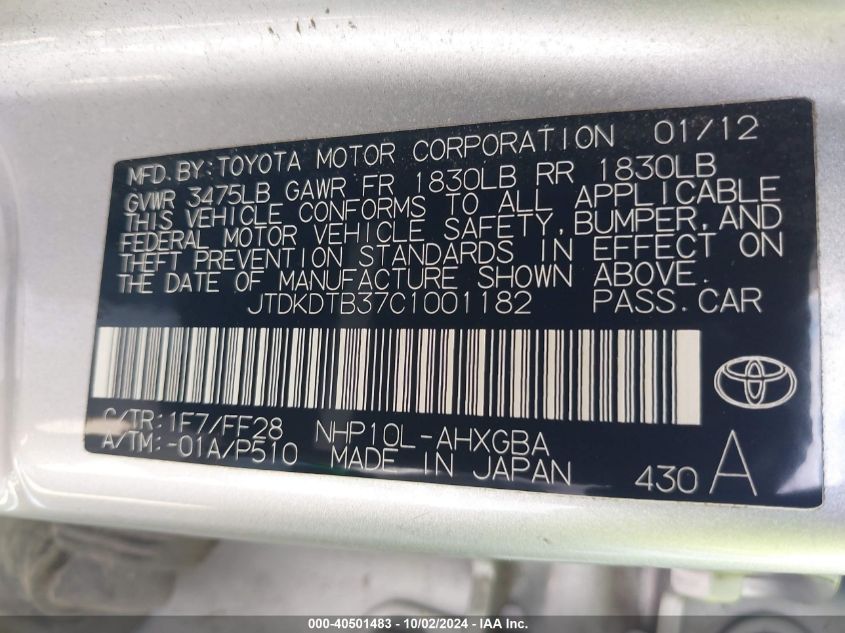 MFD. BY: TOYOTA MOTOR CORPORATION 01/12
GVWR 3475LB GAWR FR 1830LB RR 1830LB
THIS VEHICLE CONFORMS TO ALL APPLICABLE
FEDERAL MOTOR VEHICLE SAFETY, BUMPER, AND
THEFT PREVENTION STANDARDS IN EFFECT ON
THE DATE OF MANUFACTURE SHOWN ABOVE.
JTDKDTB37C1001182 PASS. CAR
C/TR: 1F7/FF28 NHP10L-AHXGBA
A/TM: -01A/P510 MADE IN JAPAN 430 A
000-40501483 - 10/02/2024 - IAA Inc.